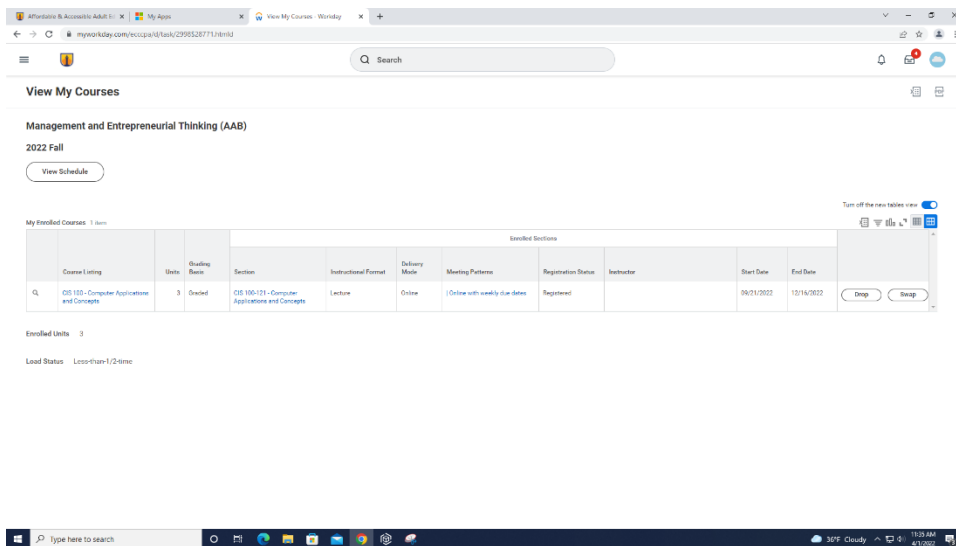 Affordable & Accessible Adult Ed
My Apps
View My Courses - Workday
myworkday.com/ecccpa/d/task/2998$28771.htmld
Search
4
View My Courses
Management and Entrepreneurial Thinking (AAB)
2022 Fall
View Schedule
Turn off the new tables view
My Enrolled Courses 1 item
Enrolled Sections
Course Listing Units Grading Basis Section Instructional Format Delivery Mode Meeting Patterns Registration Status Instructor Start Date End Date
CIS 100 - Computer Applications and Concepts 3 Graded CIS 100-121 - Computer Applications and Concepts Lecture Online | Online with weekly due dates Registered 09/21/2022 12/16/2022 Drop Swap
Enrolled Units 3
Load Status Less-than-1/2-time
Type here to search
36°F Cloudy
11:35 AM
4/1/2022